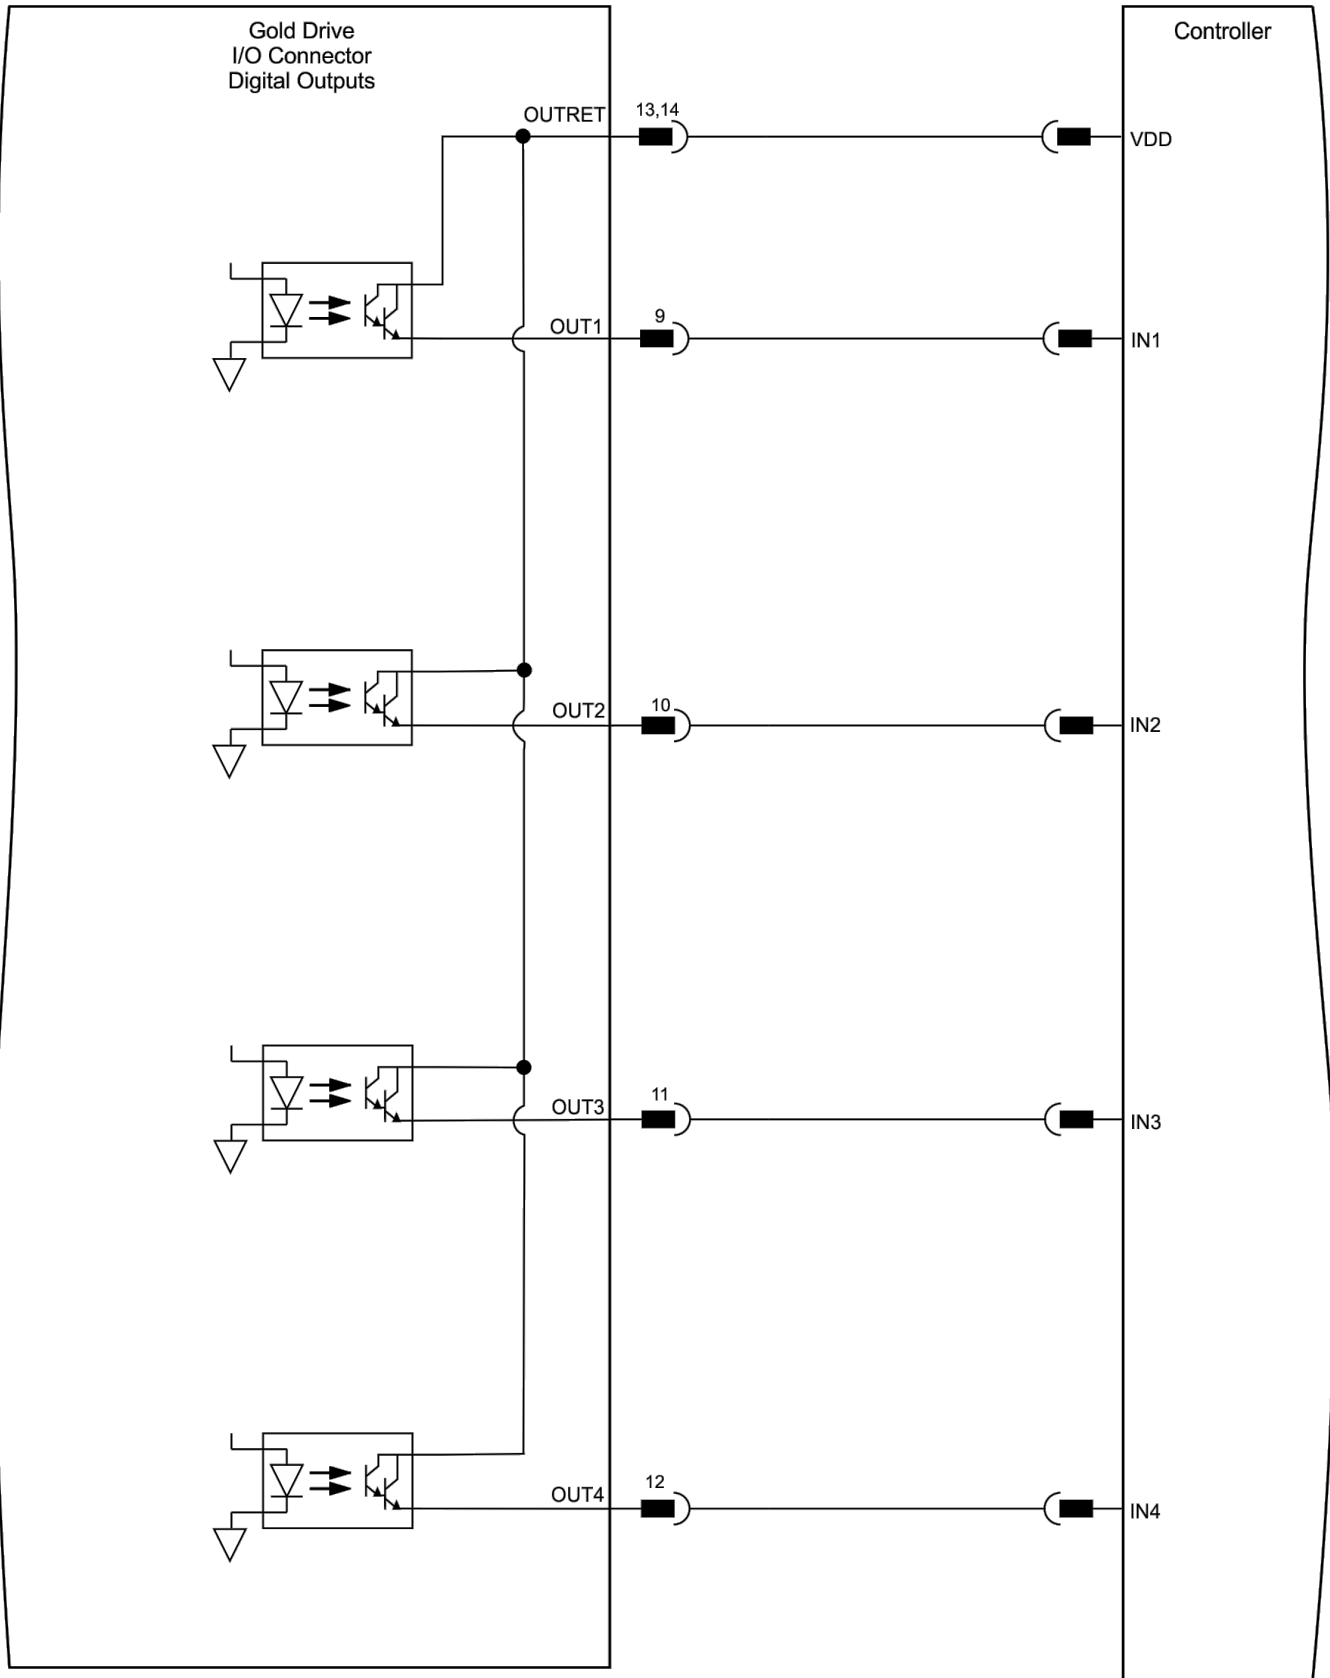 Gold Drive
I/O Connector
Digital Outputs
Controller
OUTRET
13,14
VDD
OUT1
9
IN1
OUT2
10
IN2
OUT3
11
IN3
OUT4
12
IN4